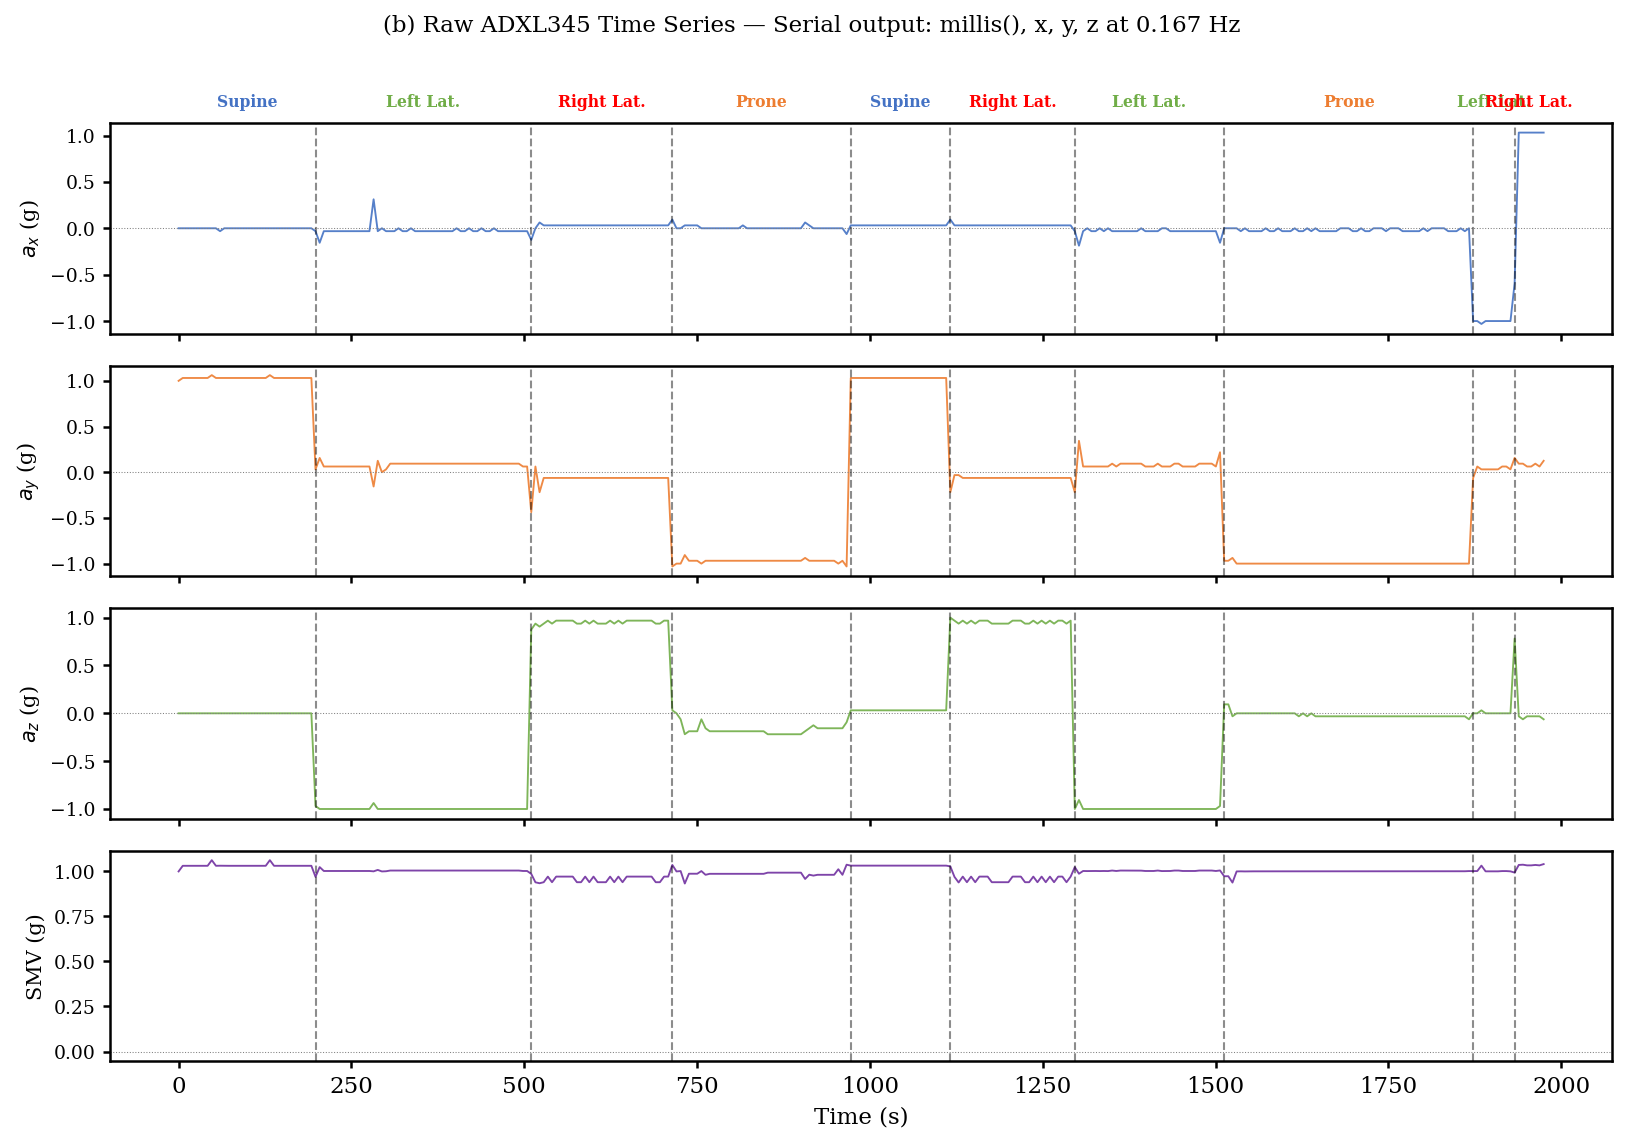 (b) Raw ADXL345 Time Series — Serial output: millis(), x, y, z at 0.167 Hz
Supine Left Lat. Right Lat. Prone Supine Right Lat. Left Lat. Prone Left Lat. Right Lat.
1.0
0.5
0.0
−0.5
−1.0
a_x (g)
1.0
0.5
0.0
−0.5
−1.0
a_y (g)
1.0
0.5
0.0
−0.5
−1.0
a_z (g)
1.00
0.75
0.50
0.25
0.00
SMV (g)
0 250 500 750 1000 1250 1500 1750 2000
Time (s)